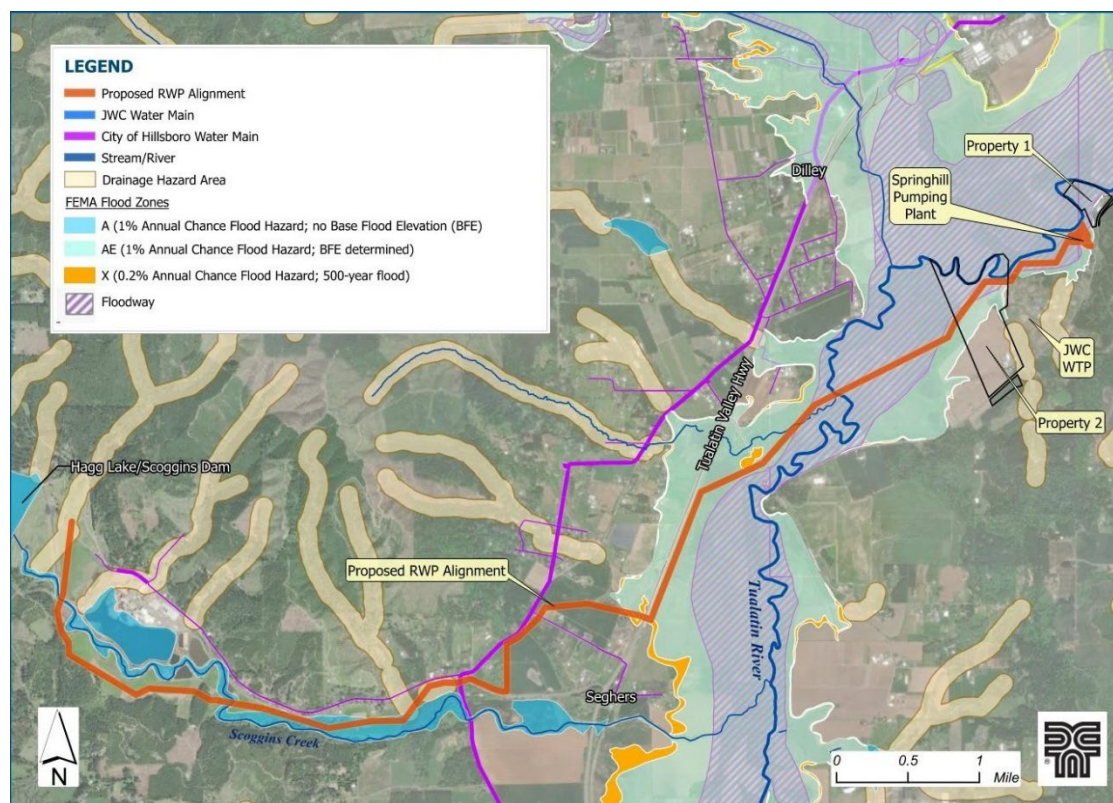 LEGEND
Proposed RWP Alignment
JWC Water Main
City of Hillsboro Water Main
Stream/River
Drainage Hazard Area
FEMA Flood Zones
A (1% Annual Chance Flood Hazard; no Base Flood Elevation (BFE)
AE (1% Annual Chance Flood Hazard; BFE determined)
X (0.2% Annual Chance Flood Hazard; 500-year flood)
Floodway
Property 1
Dilley
Springhill
Pumping
Plant
JWC
WTP
Tualatin Valley Hwy
Property 2
Hagg Lake/Scoggins Dam
Proposed RWP Alignment
Tualatin River
Seghers
Scoggins Creek
N
0 0.5 1
Mile